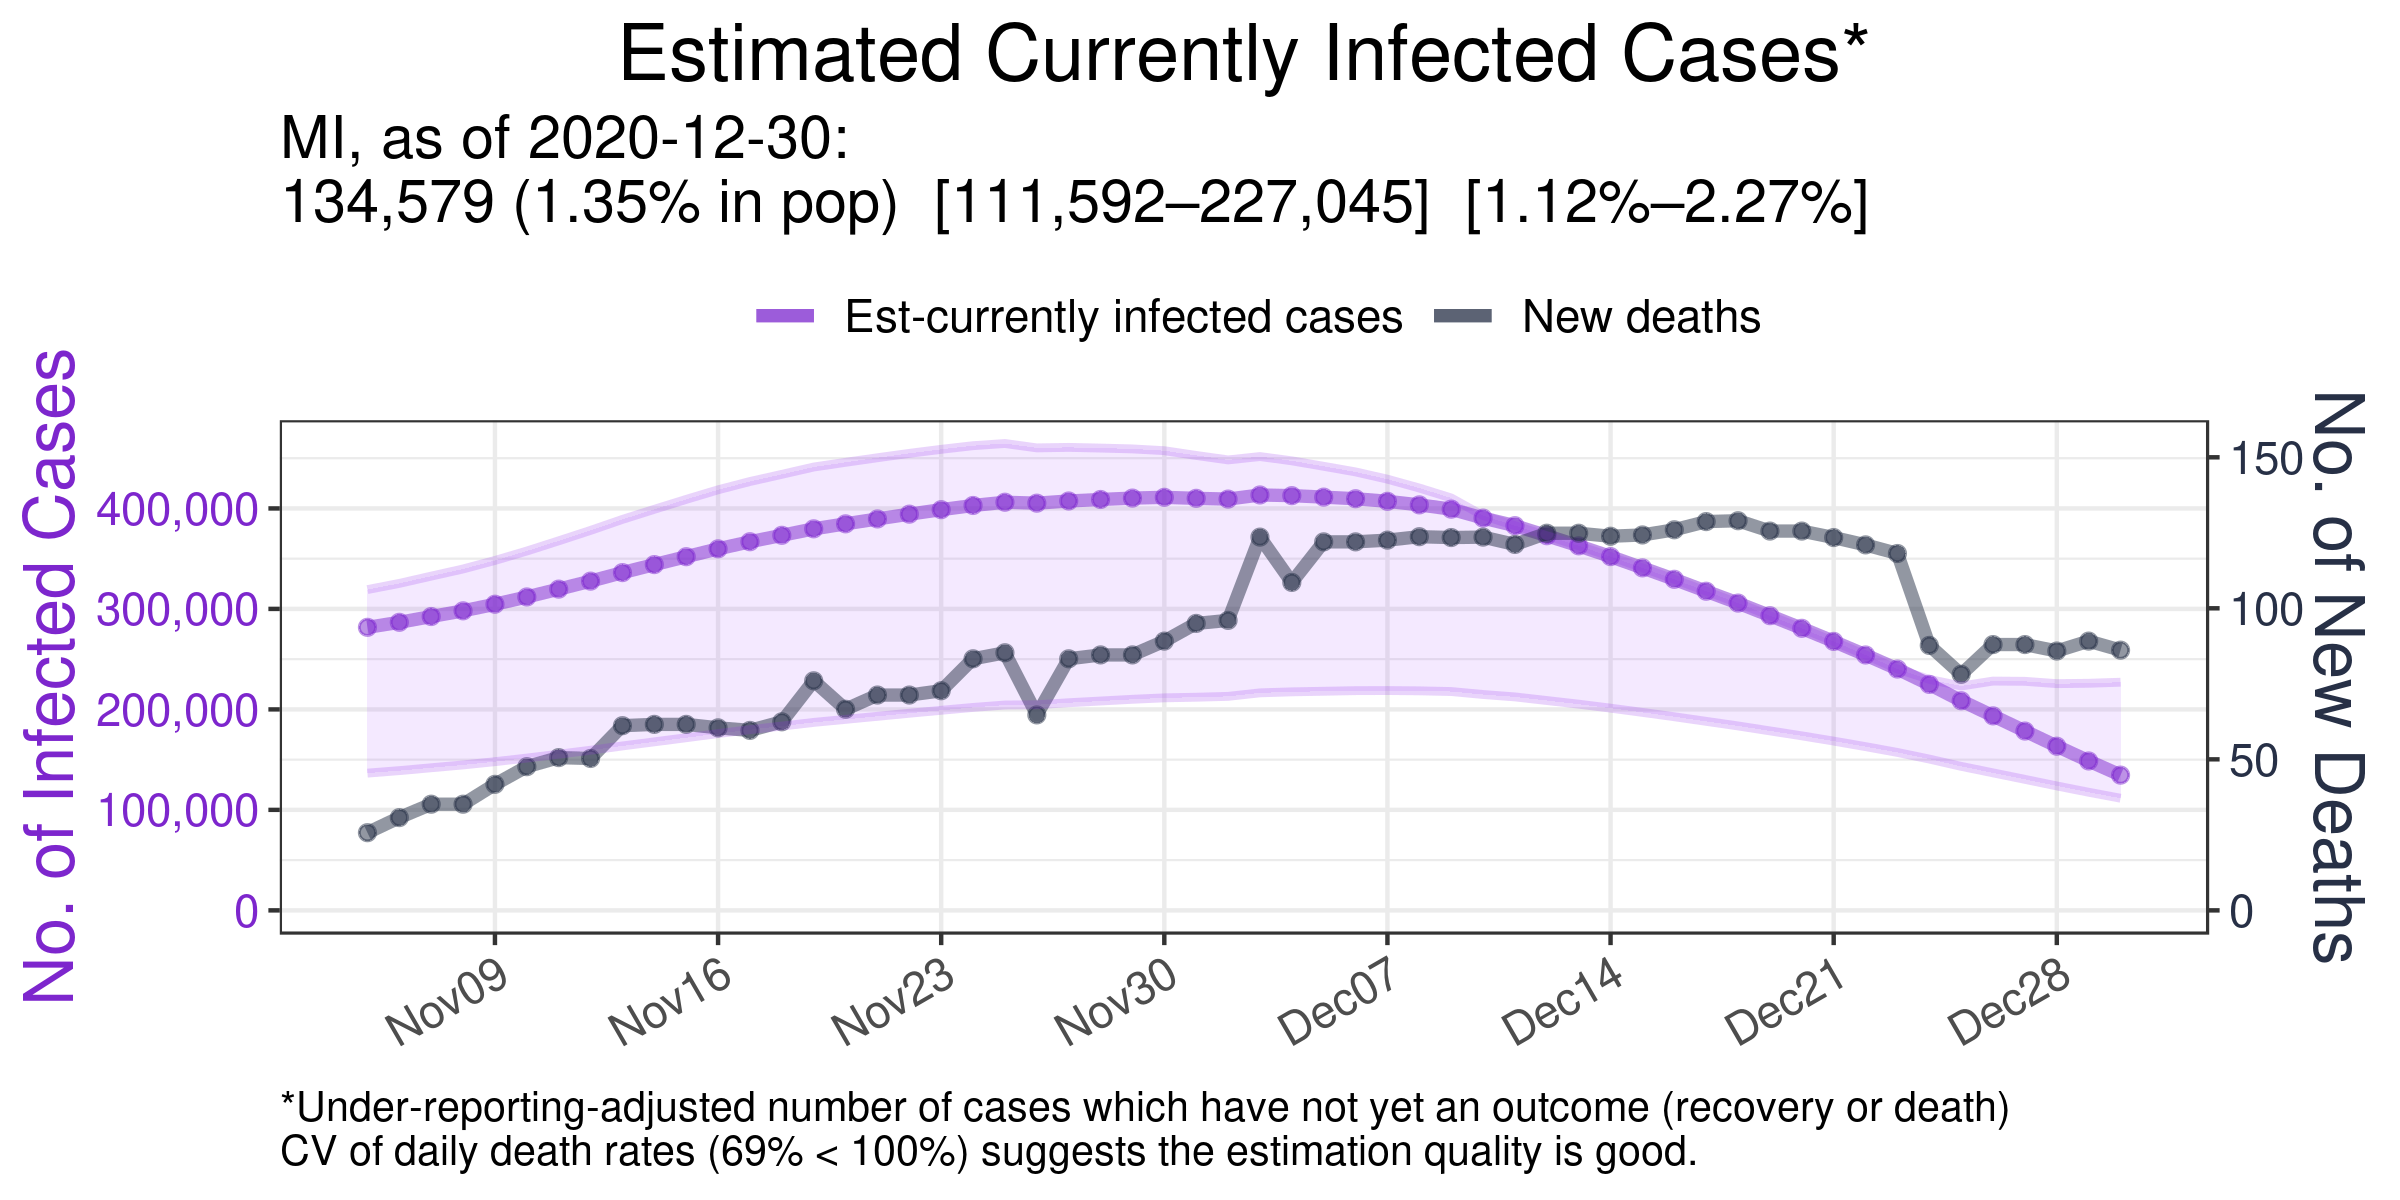 Estimated Currently Infected Cases*
MI, as of 2020-12-30:
134,579 (1.35% in pop)  [111,592–227,045]  [1.12%–2.27%]
Est-currently infected cases
New deaths
No. of Infected Cases
400,000
300,000
200,000
100,000
0
150
100
50
0
No. of New Deaths
Nov09
Nov16
Nov23
Nov30
Dec07
Dec14
Dec21
Dec28
*Under-reporting-adjusted number of cases which have not yet an outcome (recovery or death)
CV of daily death rates (69% < 100%) suggests the estimation quality is good.